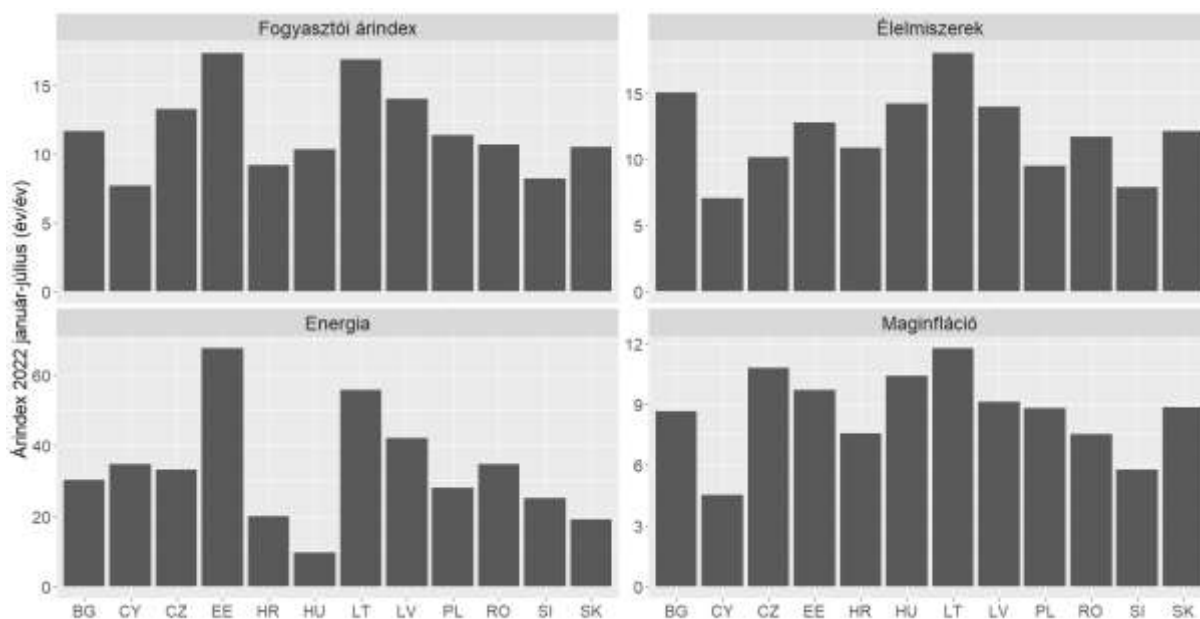 Fogyasztói árindex
Élelmiszerek
15
10
5
0
15
10
5
0
Energia
Maginfláció
60
40
20
0
12
9
6
3
0
Árindex 2022 január-július (év/év)
BG CY CZ EE HR HU LT LV PL RO SI SK
BG CY CZ EE HR HU LT LV PL RO SI SK